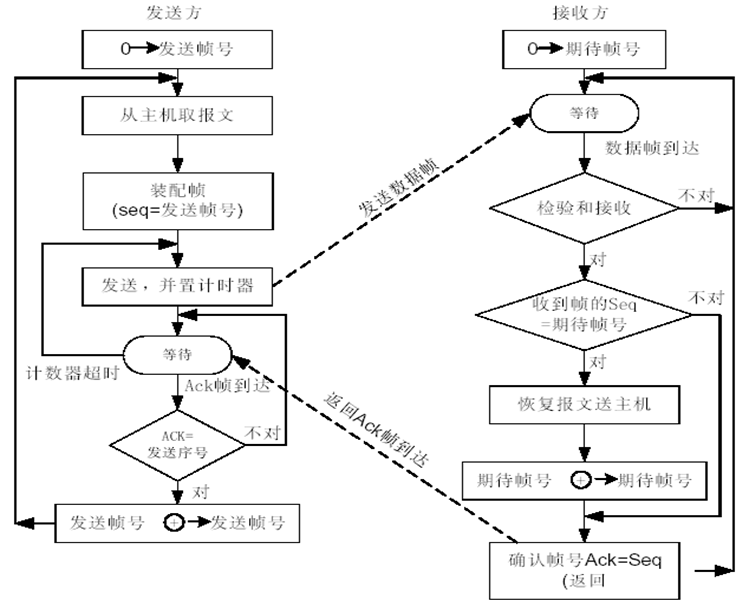 发送方
0→发送帧号
从主机取报文
装配帧
(seq=发送帧号)
发送，并置计时器
等待
计数器超时
Ack帧到达
ACK=
发送序号
不对
对
发送帧号 ⊕→发送帧号
发送数据帧
返回Ack帧到达
接收方
0→期待帧号
等待
数据帧到达
检验和接收
不对
对
收到帧的Seq
=期待帧号
不对
对
恢复报文送主机
期待帧号 ⊕→期待帧号
确认帧号Ack=Seq
(返回